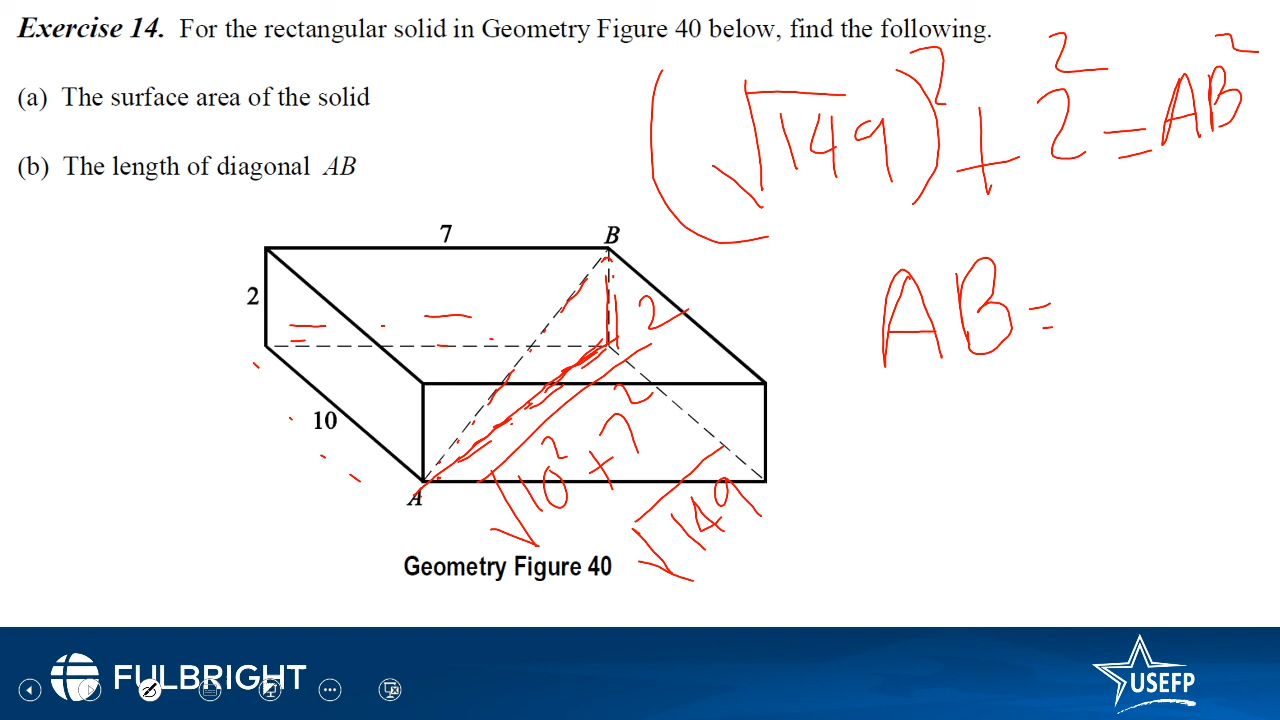 Exercise 14. For the rectangular solid in Geometry Figure 40 below, find the following.
(a) The surface area of the solid
(b) The length of diagonal AB
(√149)² + 2² = AB²
AB =
7
B
2
2
10
√10² + 7²
√149
A
Geometry Figure 40
FULBRIGHT
USEFP